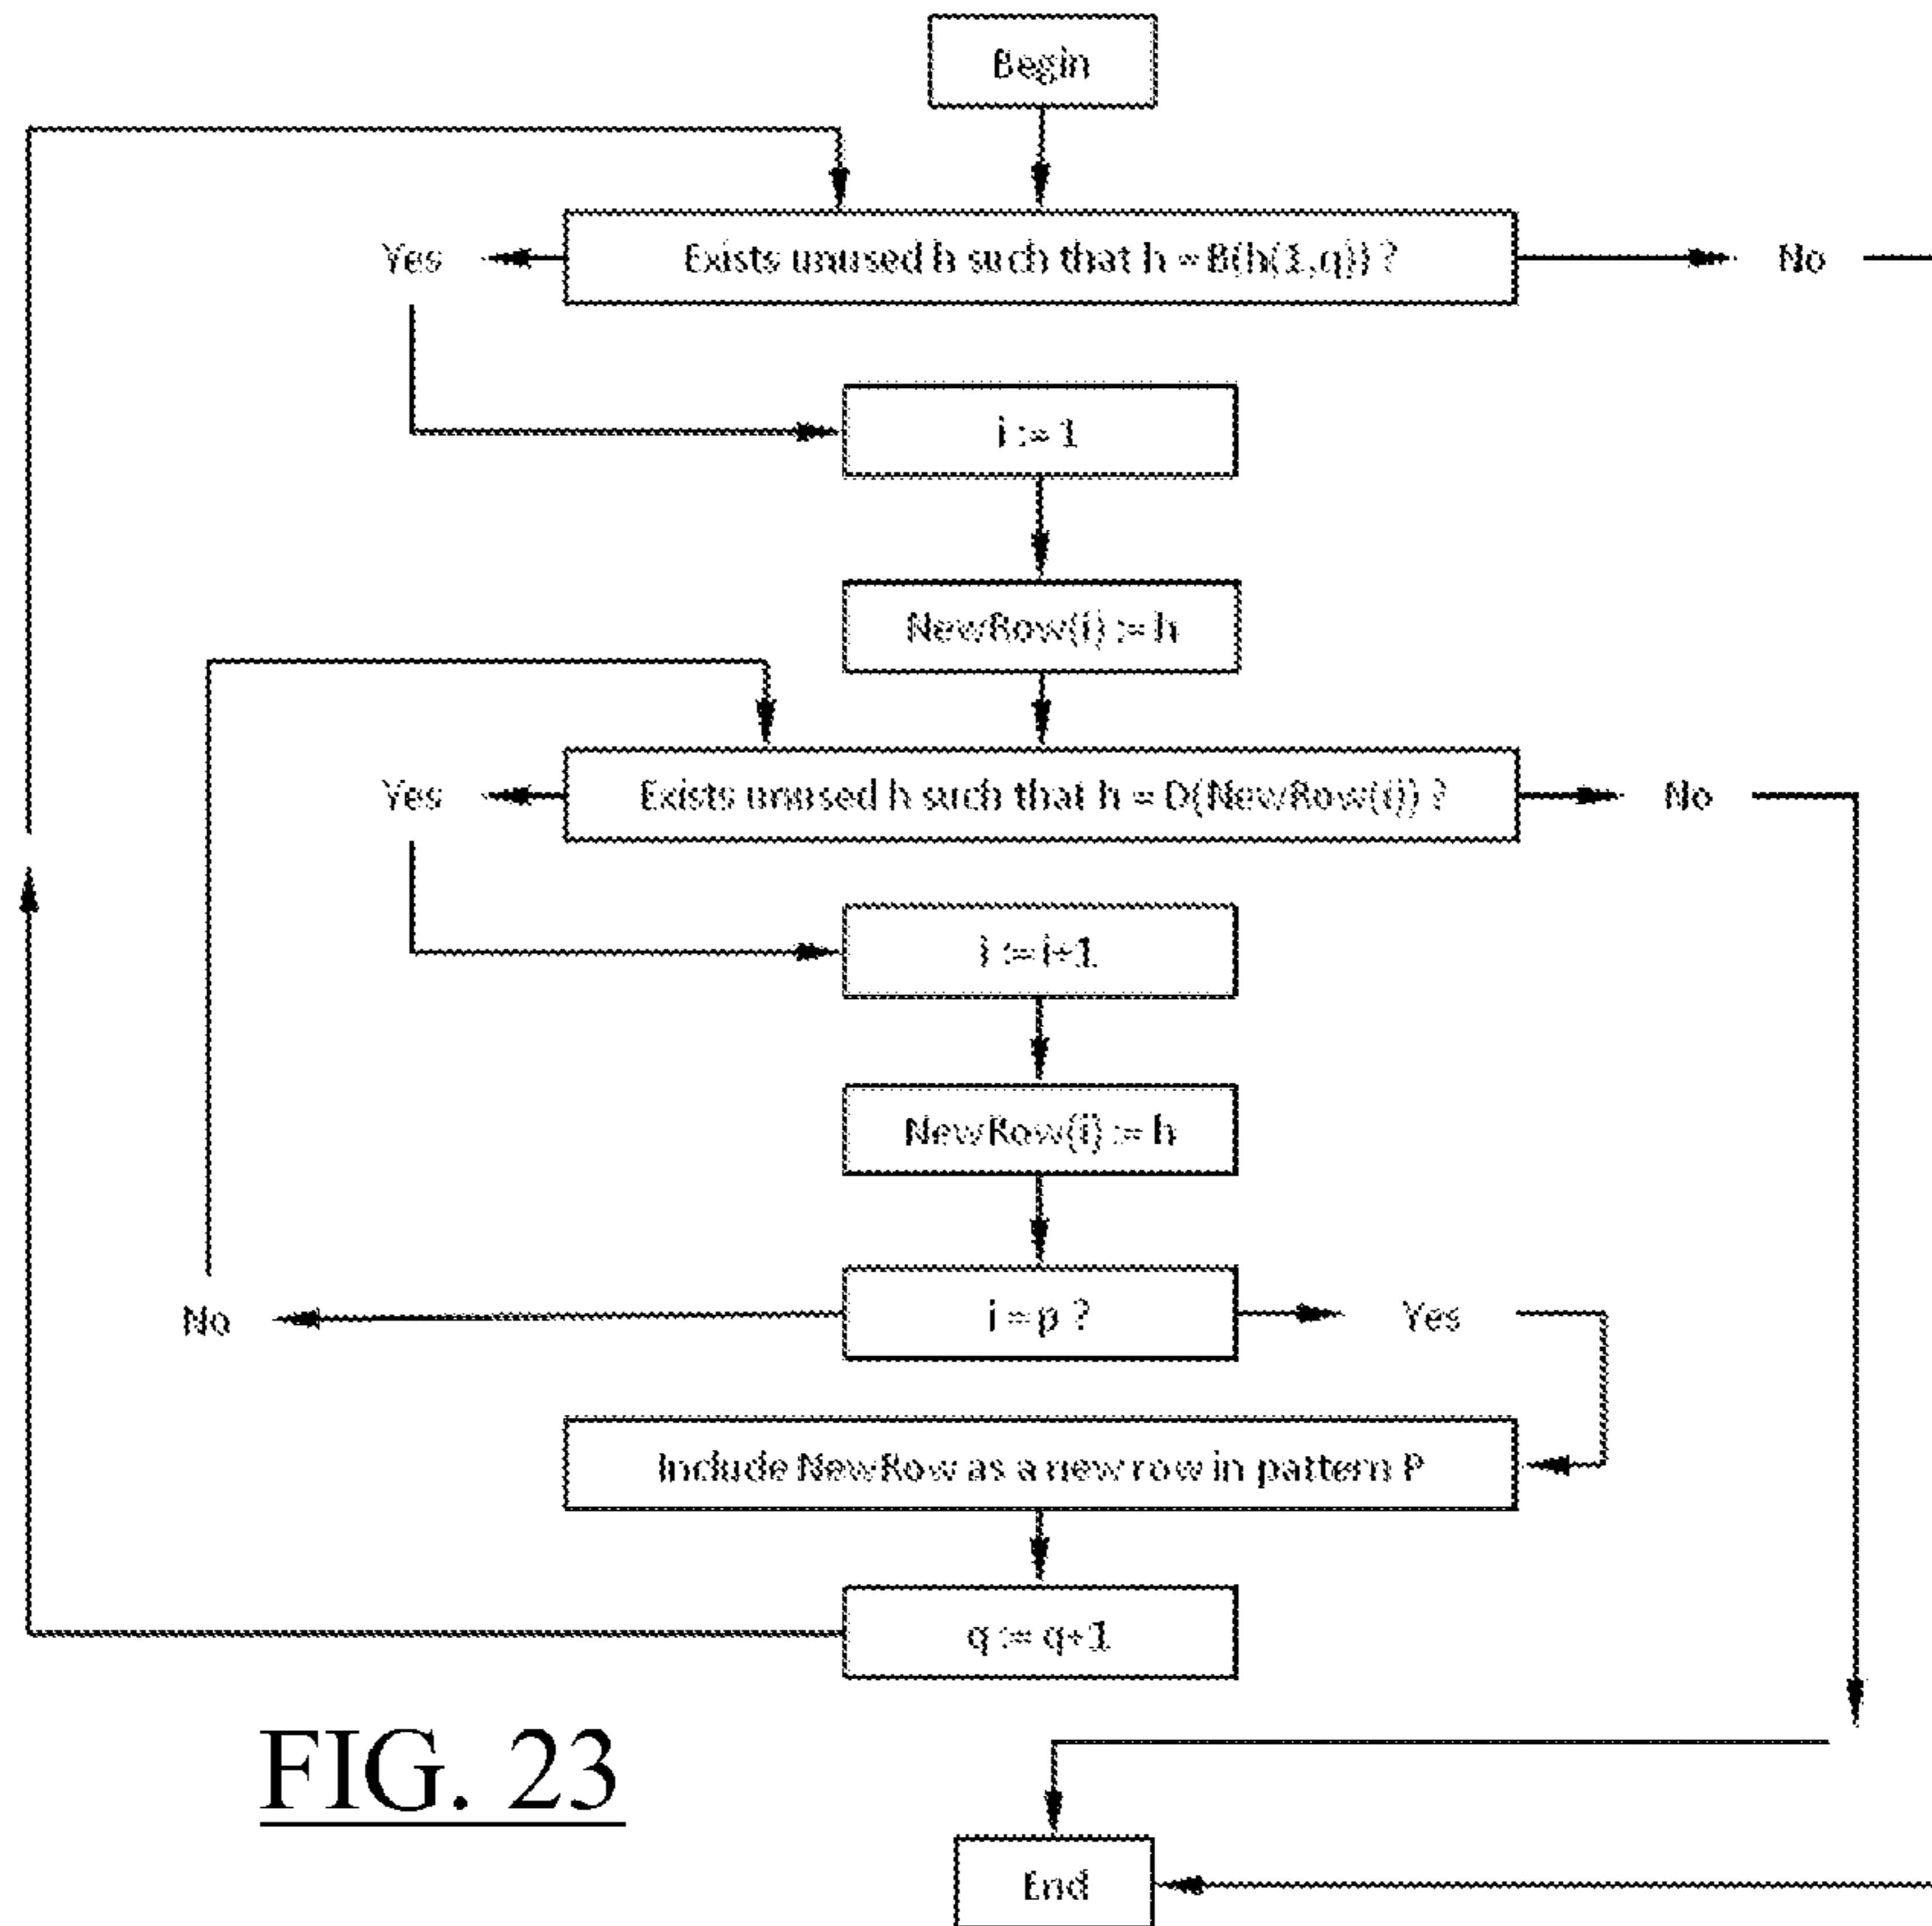 Begin
Yes
Exists unused h such that h = B(h(1,q)) ?
No
i := 1
NewRow(i) := h
Yes
Exists unused h such that h = D(NewRow(i)) ?
No
i := i+1
NewRow(i) := h
No
i = p ?
Yes
Include NewRow as a new row in pattern P
q := q+1
FIG. 23
End